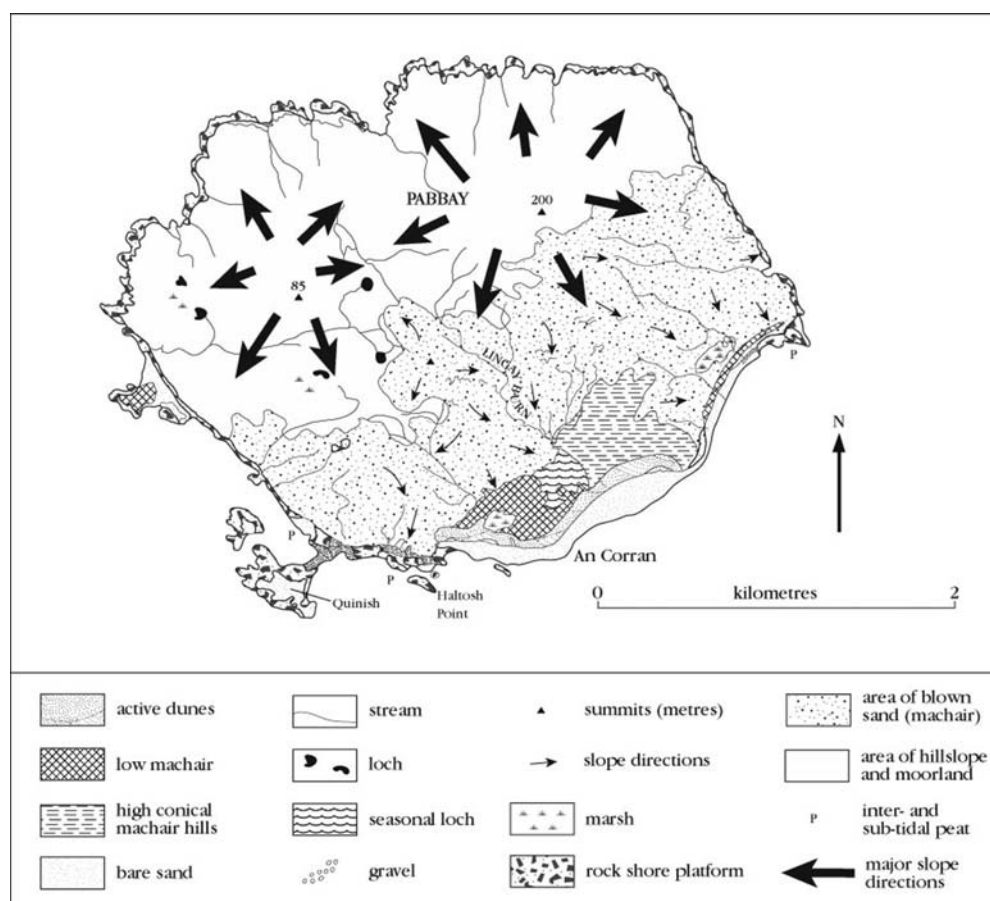 PABBAY
200
85
LINGAY BURN
N
P
An Corran
P
P
Quinish
Haltosh
Point
0 kilometres 2
active dunes
stream
summits (metres)
area of blown
sand (machair)
low machair
loch
slope directions
area of hillslope
and moorland
high conical
machair hills
seasonal loch
marsh
P
inter- and
sub-tidal peat
bare sand
gravel
rock shore platform
major slope
directions